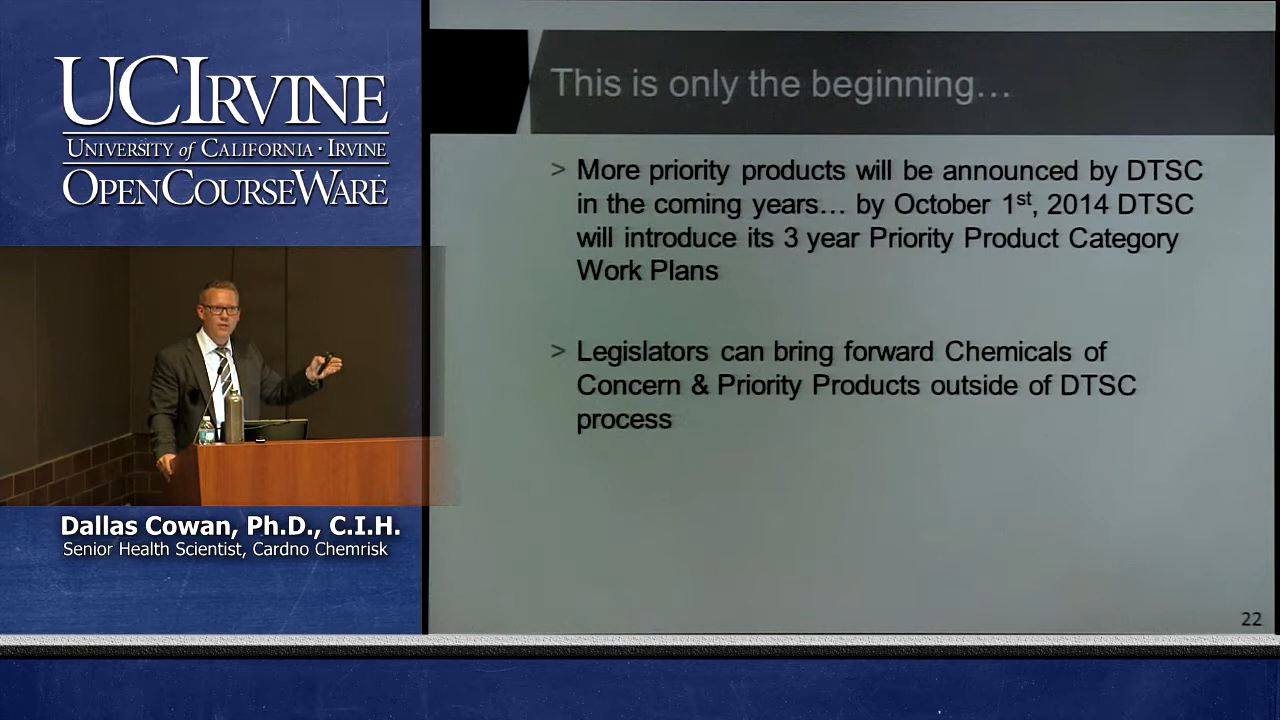 UCIRVINE
UNIVERSITY of CALIFORNIA · IRVINE
OPENCOURSEWARE
Dallas Cowan, Ph.D., C.I.H.
Senior Health Scientist, Cardno Chemrisk
This is only the beginning…
> More priority products will be announced by DTSC
in the coming years… by October 1st, 2014 DTSC
will introduce its 3 year Priority Product Category
Work Plans
> Legislators can bring forward Chemicals of
Concern & Priority Products outside of DTSC
process
22